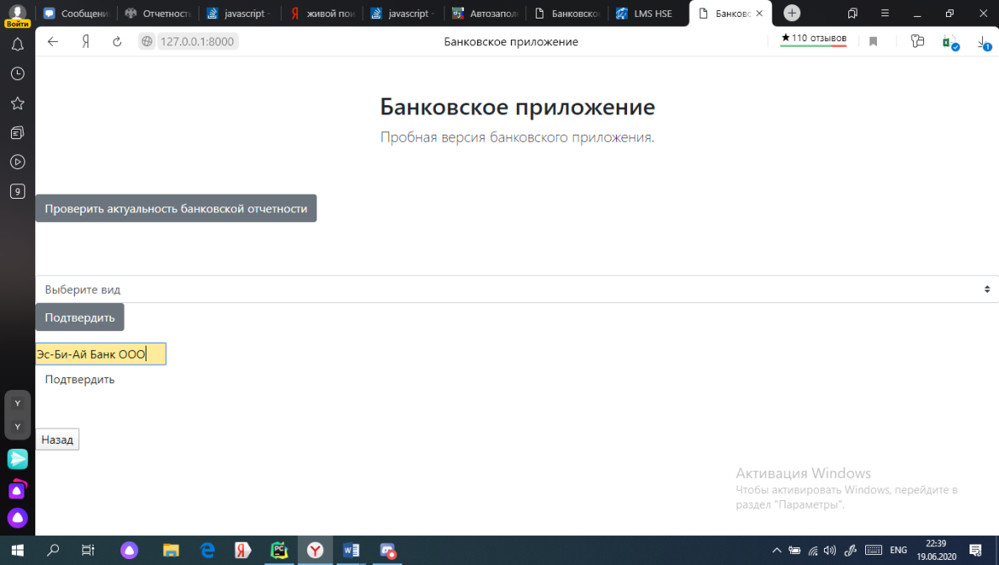 Войти
Сообщени
Отчетност
javascript -
живой пои
javascript -
Автозапол
Банковско
LMS HSE
Банковс
127.0.0.1:8000
Банковское приложение
★110 отзывов
1
9
Банковское приложение
Пробная версия банковского приложения.
Проверить актуальность банковской отчетности
Выберите вид
Подтвердить
Эс-Би-Ай Банк ООО
Подтвердить
Y
Y
Назад
Активация Windows
Чтобы активировать Windows, перейдите в
раздел "Параметры".
ENG
22:39
19.06.2020